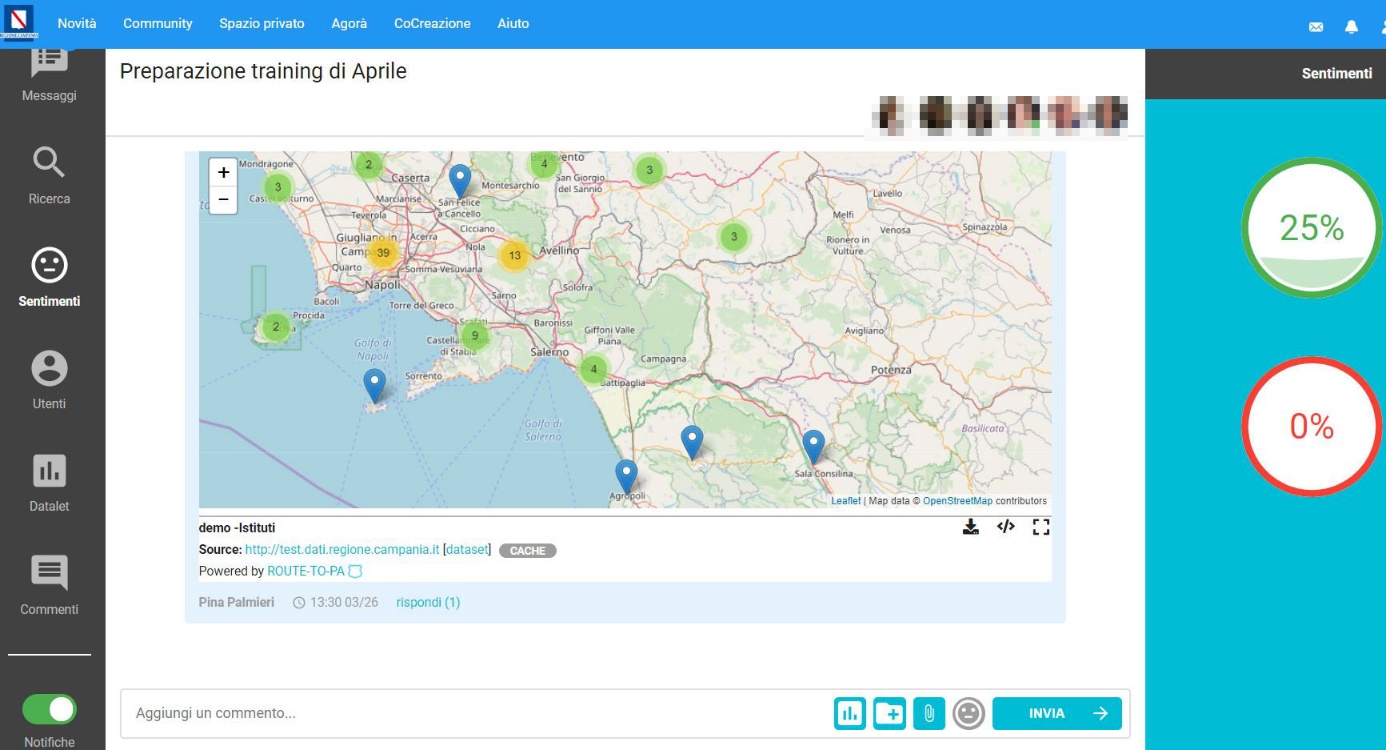 Novità Community Spazio privato Agorà CoCreazione Aiuto
Messaggi
Ricerca
Sentimenti
Utenti
Datalet
Commenti
Notifiche
Preparazione training di Aprile
+
−
Mondragone
2
3
Castel Volturno
Caserta
Marcianise
Teverola
Giugliano in
39
Quarto
Napoli
Bacoli
Procida
2
Acerra
Cicciano
Nola
Somma Vesuviana
San Felice
a Cancello
4
Montesarchio
San Giorgio
del Sannio
3
13
Avellino
Solofra
Sarno
Torre del Greco
9
di Stabia
Baronissi
Salerno
Giffoni Valle
Piana
Golfo di
Napoli
Sorrento
4
Battipaglia
Campagna
Golfo di
Salerno
Agropoli
Sala Consilina
3
Lavello
Melfi
Venosa
Spinazzola
Rionero in
Vulture
Avigliano
Potenza
Basilicata
Leaflet | Map data © OpenStreetMap contributors
demo -Istituti
Source: http://test.dati.regione.campania.it [dataset] CACHE
Powered by ROUTE-TO-PA
Pina Palmieri 13:30 03/26 rispondi (1)
Aggiungi un commento...
INVIA
Sentimenti
25%
0%